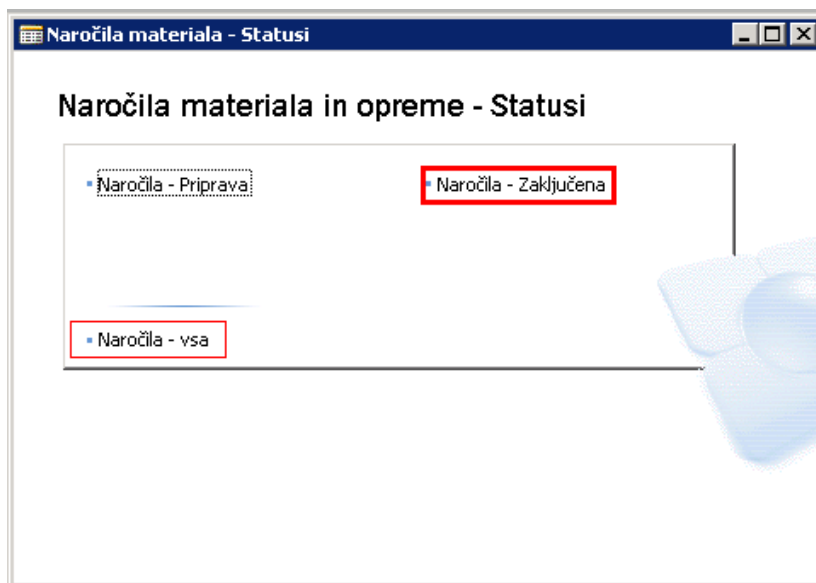 Naročila materiala - Statusi
Naročila materiala in opreme - Statusi
Naročila - Priprava
Naročila - Zaključena
Naročila - vsa